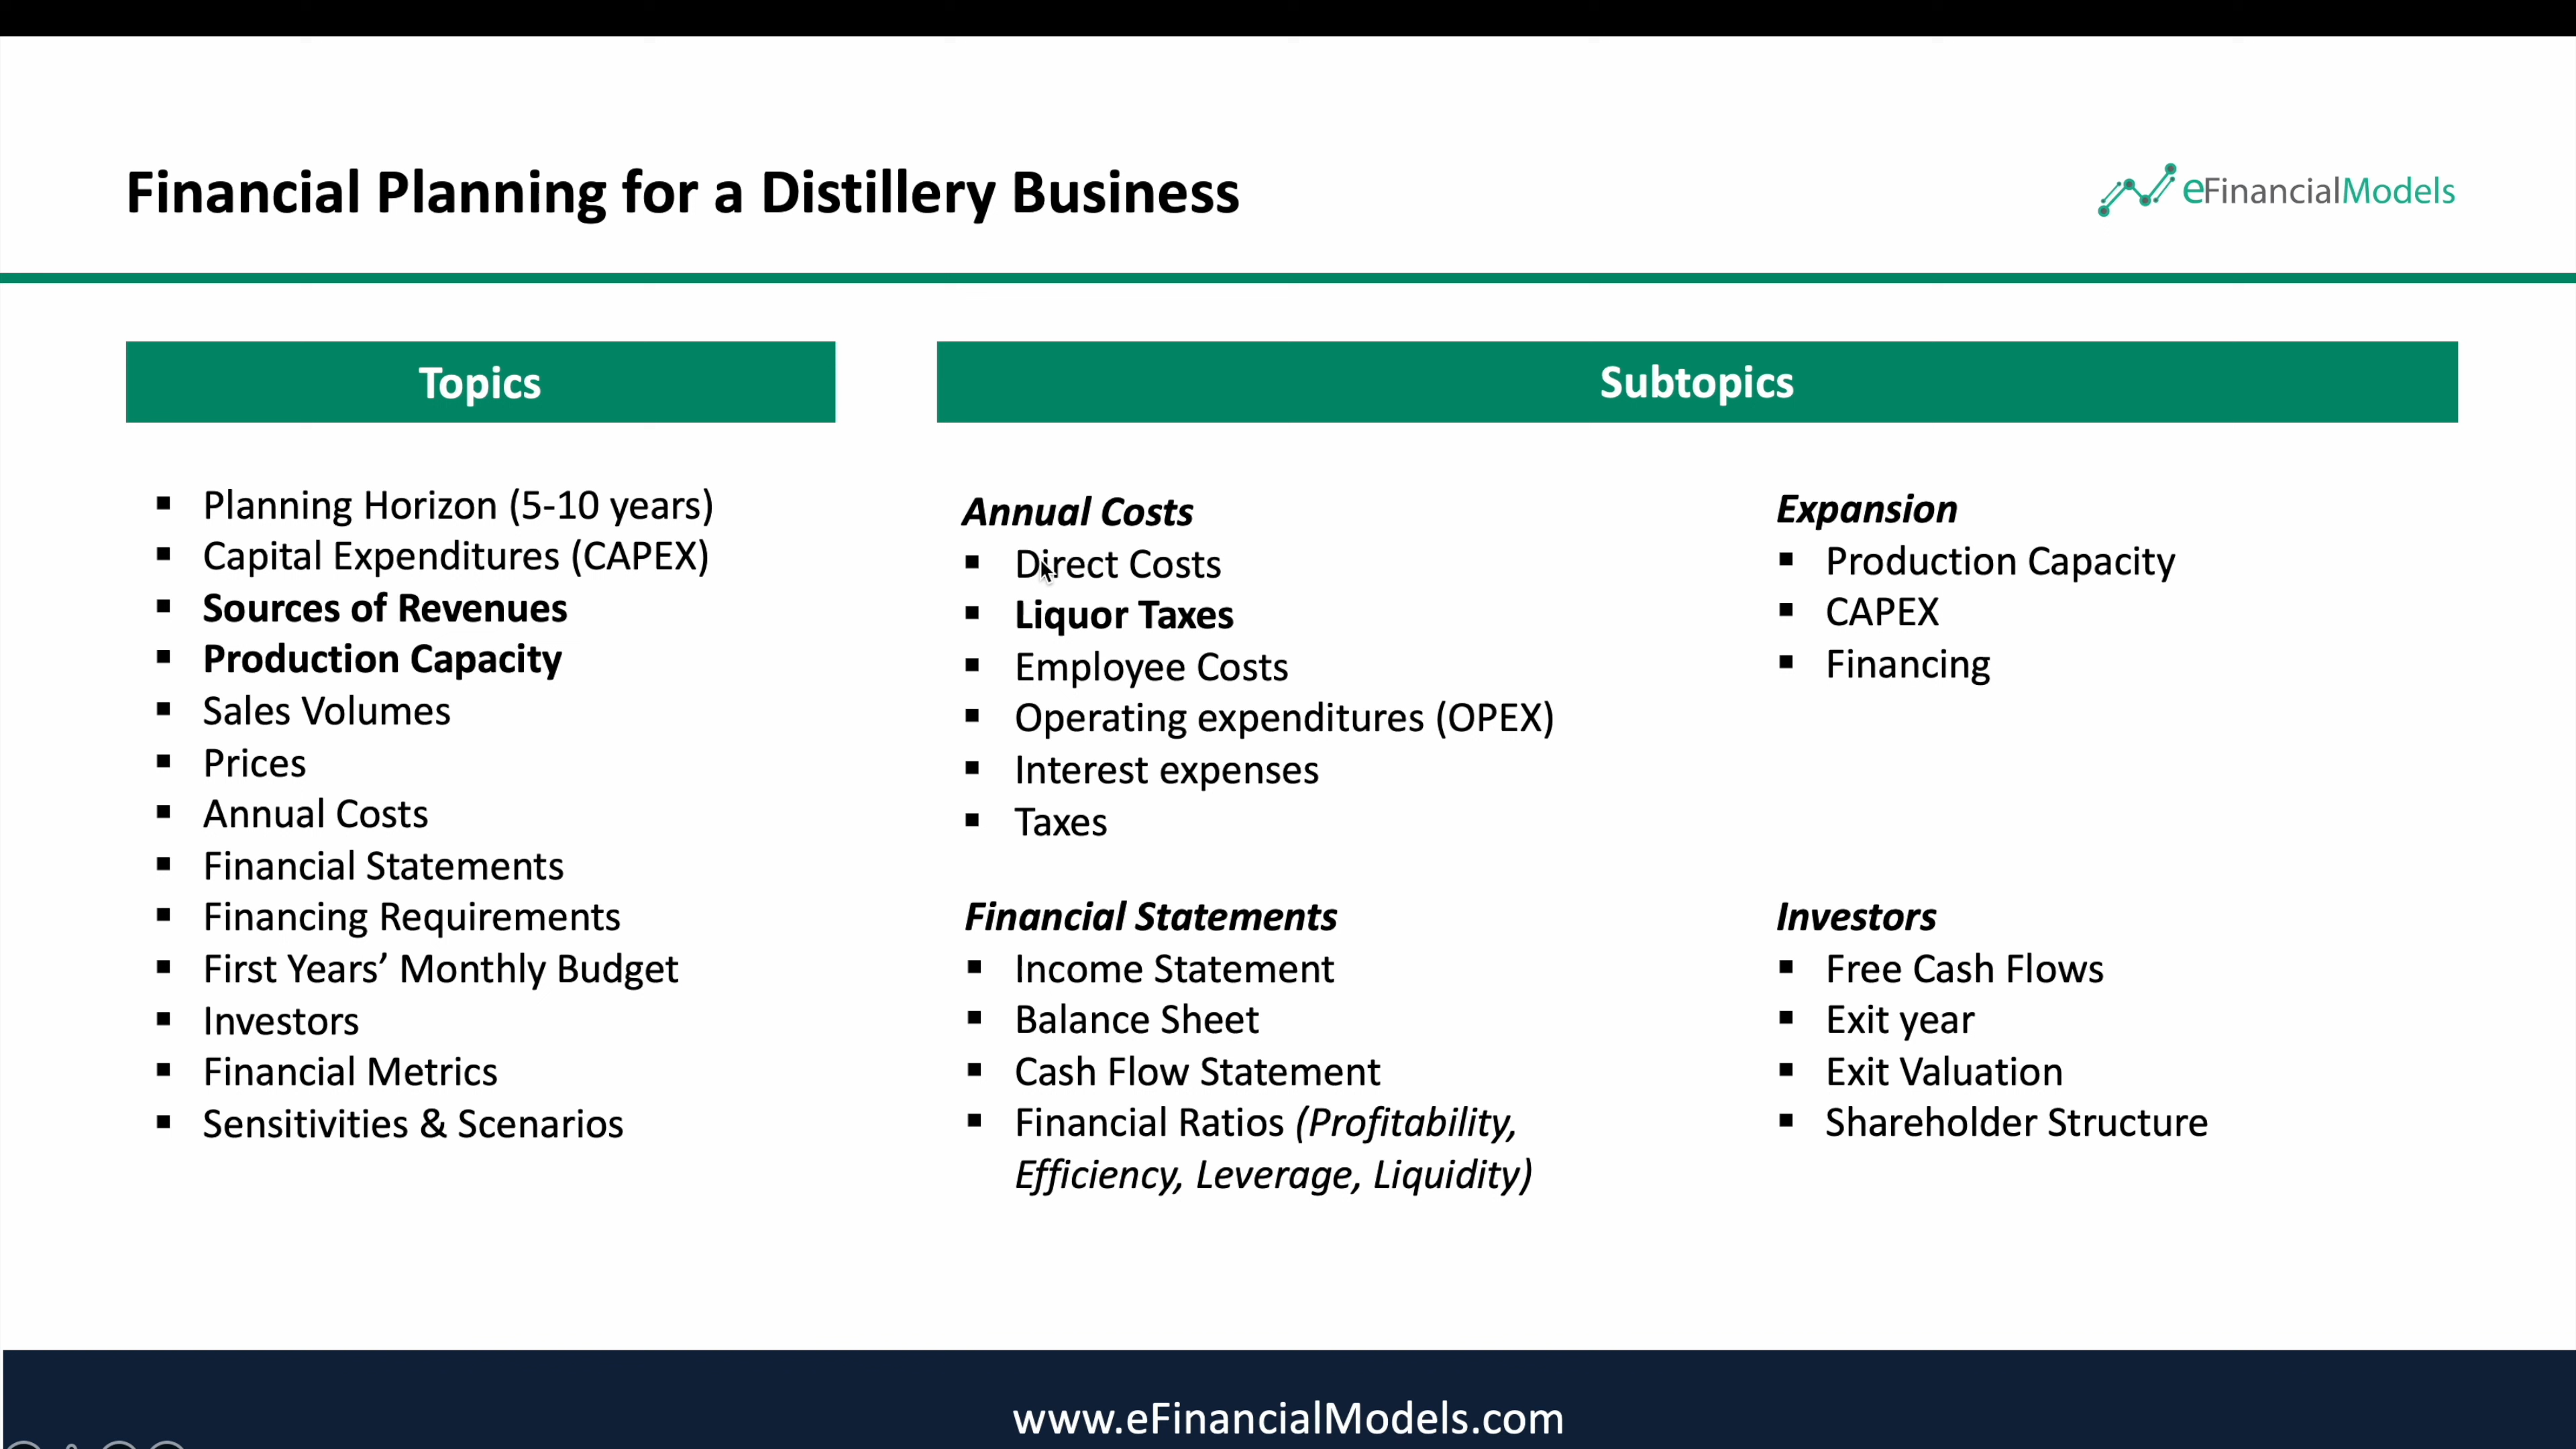 Financial Planning for a Distillery Business
eFinancialModels
Topics
Planning Horizon (5-10 years)
Capital Expenditures (CAPEX)
Sources of Revenues
Production Capacity
Sales Volumes
Prices
Annual Costs
Financial Statements
Financing Requirements
First Years’ Monthly Budget
Investors
Financial Metrics
Sensitivities & Scenarios
Subtopics
Annual Costs
Direct Costs
Liquor Taxes
Employee Costs
Operating expenditures (OPEX)
Interest expenses
Taxes
Financial Statements
Income Statement
Balance Sheet
Cash Flow Statement
Financial Ratios (Profitability,
Efficiency, Leverage, Liquidity)
Expansion
Production Capacity
CAPEX
Financing
Investors
Free Cash Flows
Exit year
Exit Valuation
Shareholder Structure
www.eFinancialModels.com